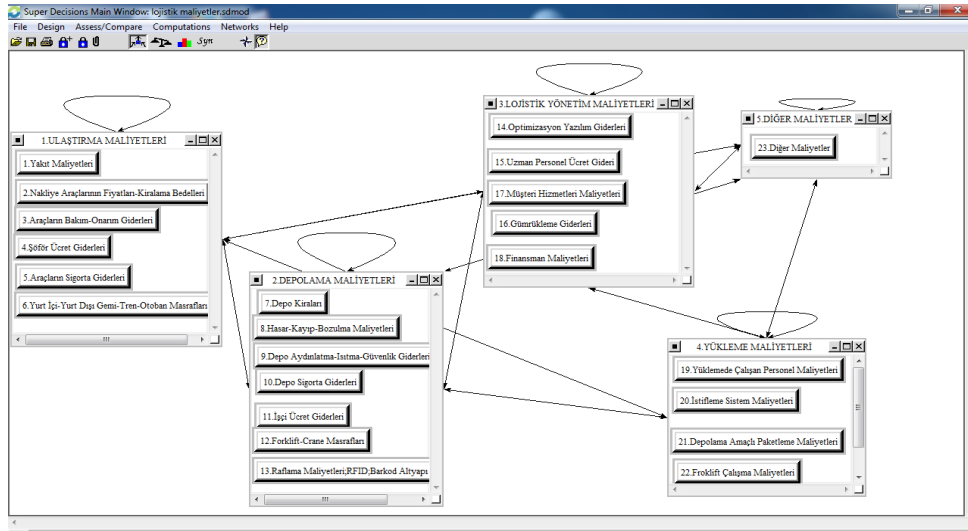 Super Decisions Main Window: lojistik maliyetler.sdmod
File Design Assess/Compare Computations Networks Help
Syn
1.ULAŞTIRMA MALİYETLERİ
1.Yakıt Maliyetleri
2.Nakliye Araçlarının Fiyatları-Kiralama Bedelleri
3.Araçların Bakım-Onarım Giderleri
4.Şöför Ücret Giderleri
5.Araçların Sigorta Giderleri
6.Yurt İçi-Yurt Dışı Gemi-Tren-Otoban Masrafları
2.DEPOLAMA MALİYETLERİ
7.Depo Kiraları
8.Hasar-Kayıp-Bozulma Maliyetleri
9.Depo Aydınlatma-Isıtma-Güvenlik Giderleri
10.Depo Sigorta Giderleri
11.İşçi Ücret Giderleri
12.Forklift-Crane Masrafları
13.Raflama Maliyetleri;RFID;Barkod Altyapı
3.LOJİSTİK YÖNETİM MALİYETLERİ
14.Optimizasyon Yazılım Giderleri
15.Uzman Personel Ücret Gideri
17.Müşteri Hizmetleri Maliyetleri
16.Gümrükleme Giderleri
18.Finansman Maliyetleri
5.DİĞER MALİYETLER
23.Diğer Maliyetler
4.YÜKLEME MALİYETLERİ
19.Yüklemede Çalışan Personel Maliyetleri
20.İstifleme Sistem Maliyetleri
21.Depolama Amaçlı Paketleme Maliyetleri
22.Froklift Çalışma Maliyetleri